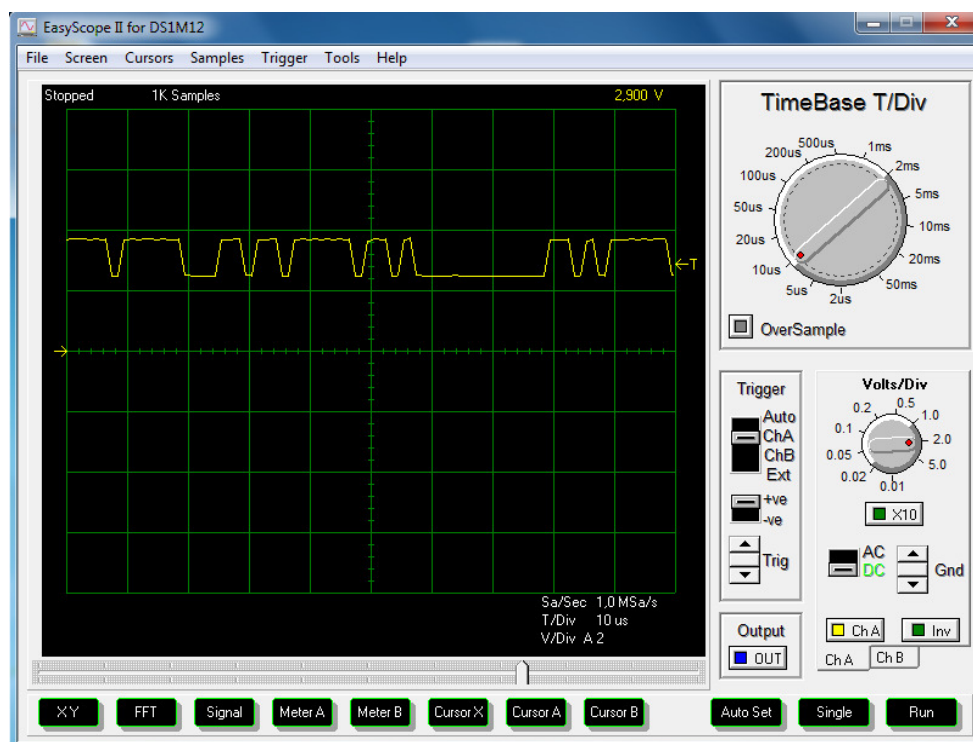 EasyScope II for DS1M12
File Screen Cursors Samples Trigger Tools Help
Stopped 1K Samples 2,900 V
T
Sa/Sec 1,0 MSa/s
T/Div 10 us
V/Div A 2
TimeBase T/Div
500us 1ms
200us 2ms
100us 5ms
50us 10ms
20us 20ms
10us 50ms
5us 2us
OverSample
Trigger
Auto
ChA
ChB
Ext
+ve
-ve
Trig
Output
OUT
Volts/Div
0.2 0.5
0.1 1.0
0.05 2.0
0.02 5.0
0.01
X10
AC
DC
Gnd
Ch A Inv
Ch A Ch B
XY FFT Signal Meter A Meter B Cursor X Cursor A Cursor B Auto Set Single Run